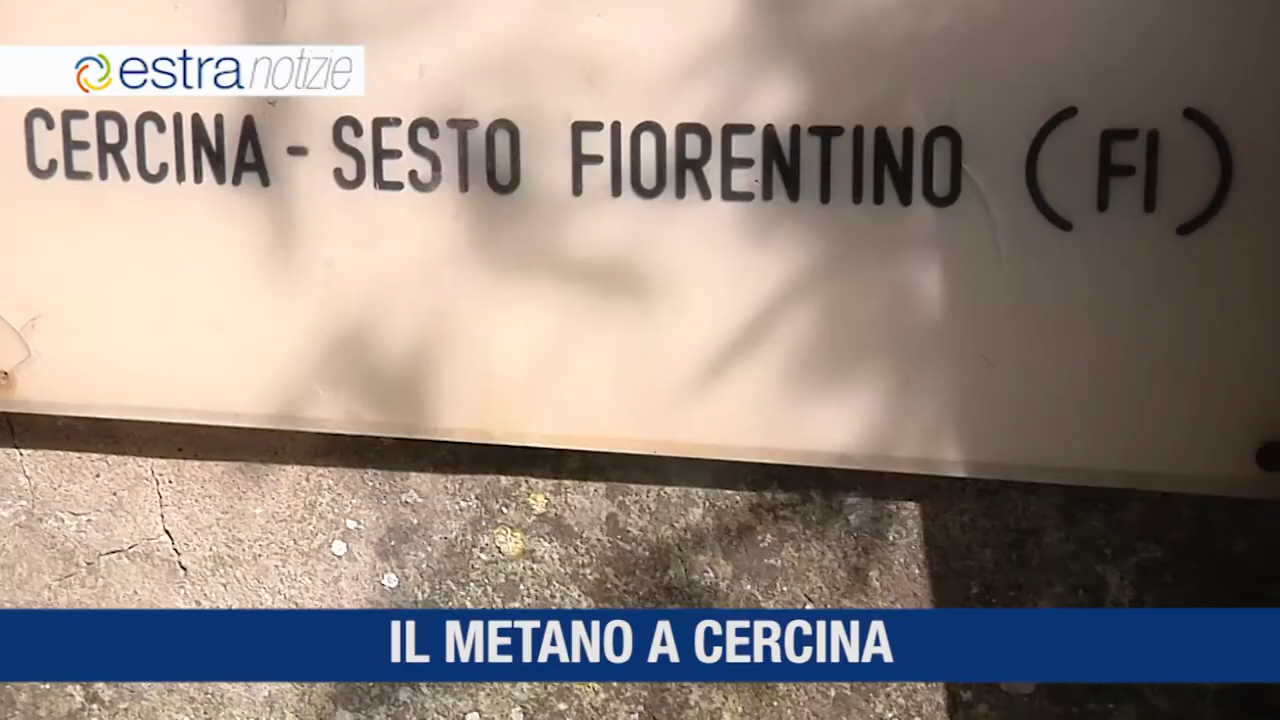 estra notizie
CERCINA - SESTO FIORENTINO (FI)
IL METANO A CERCINA